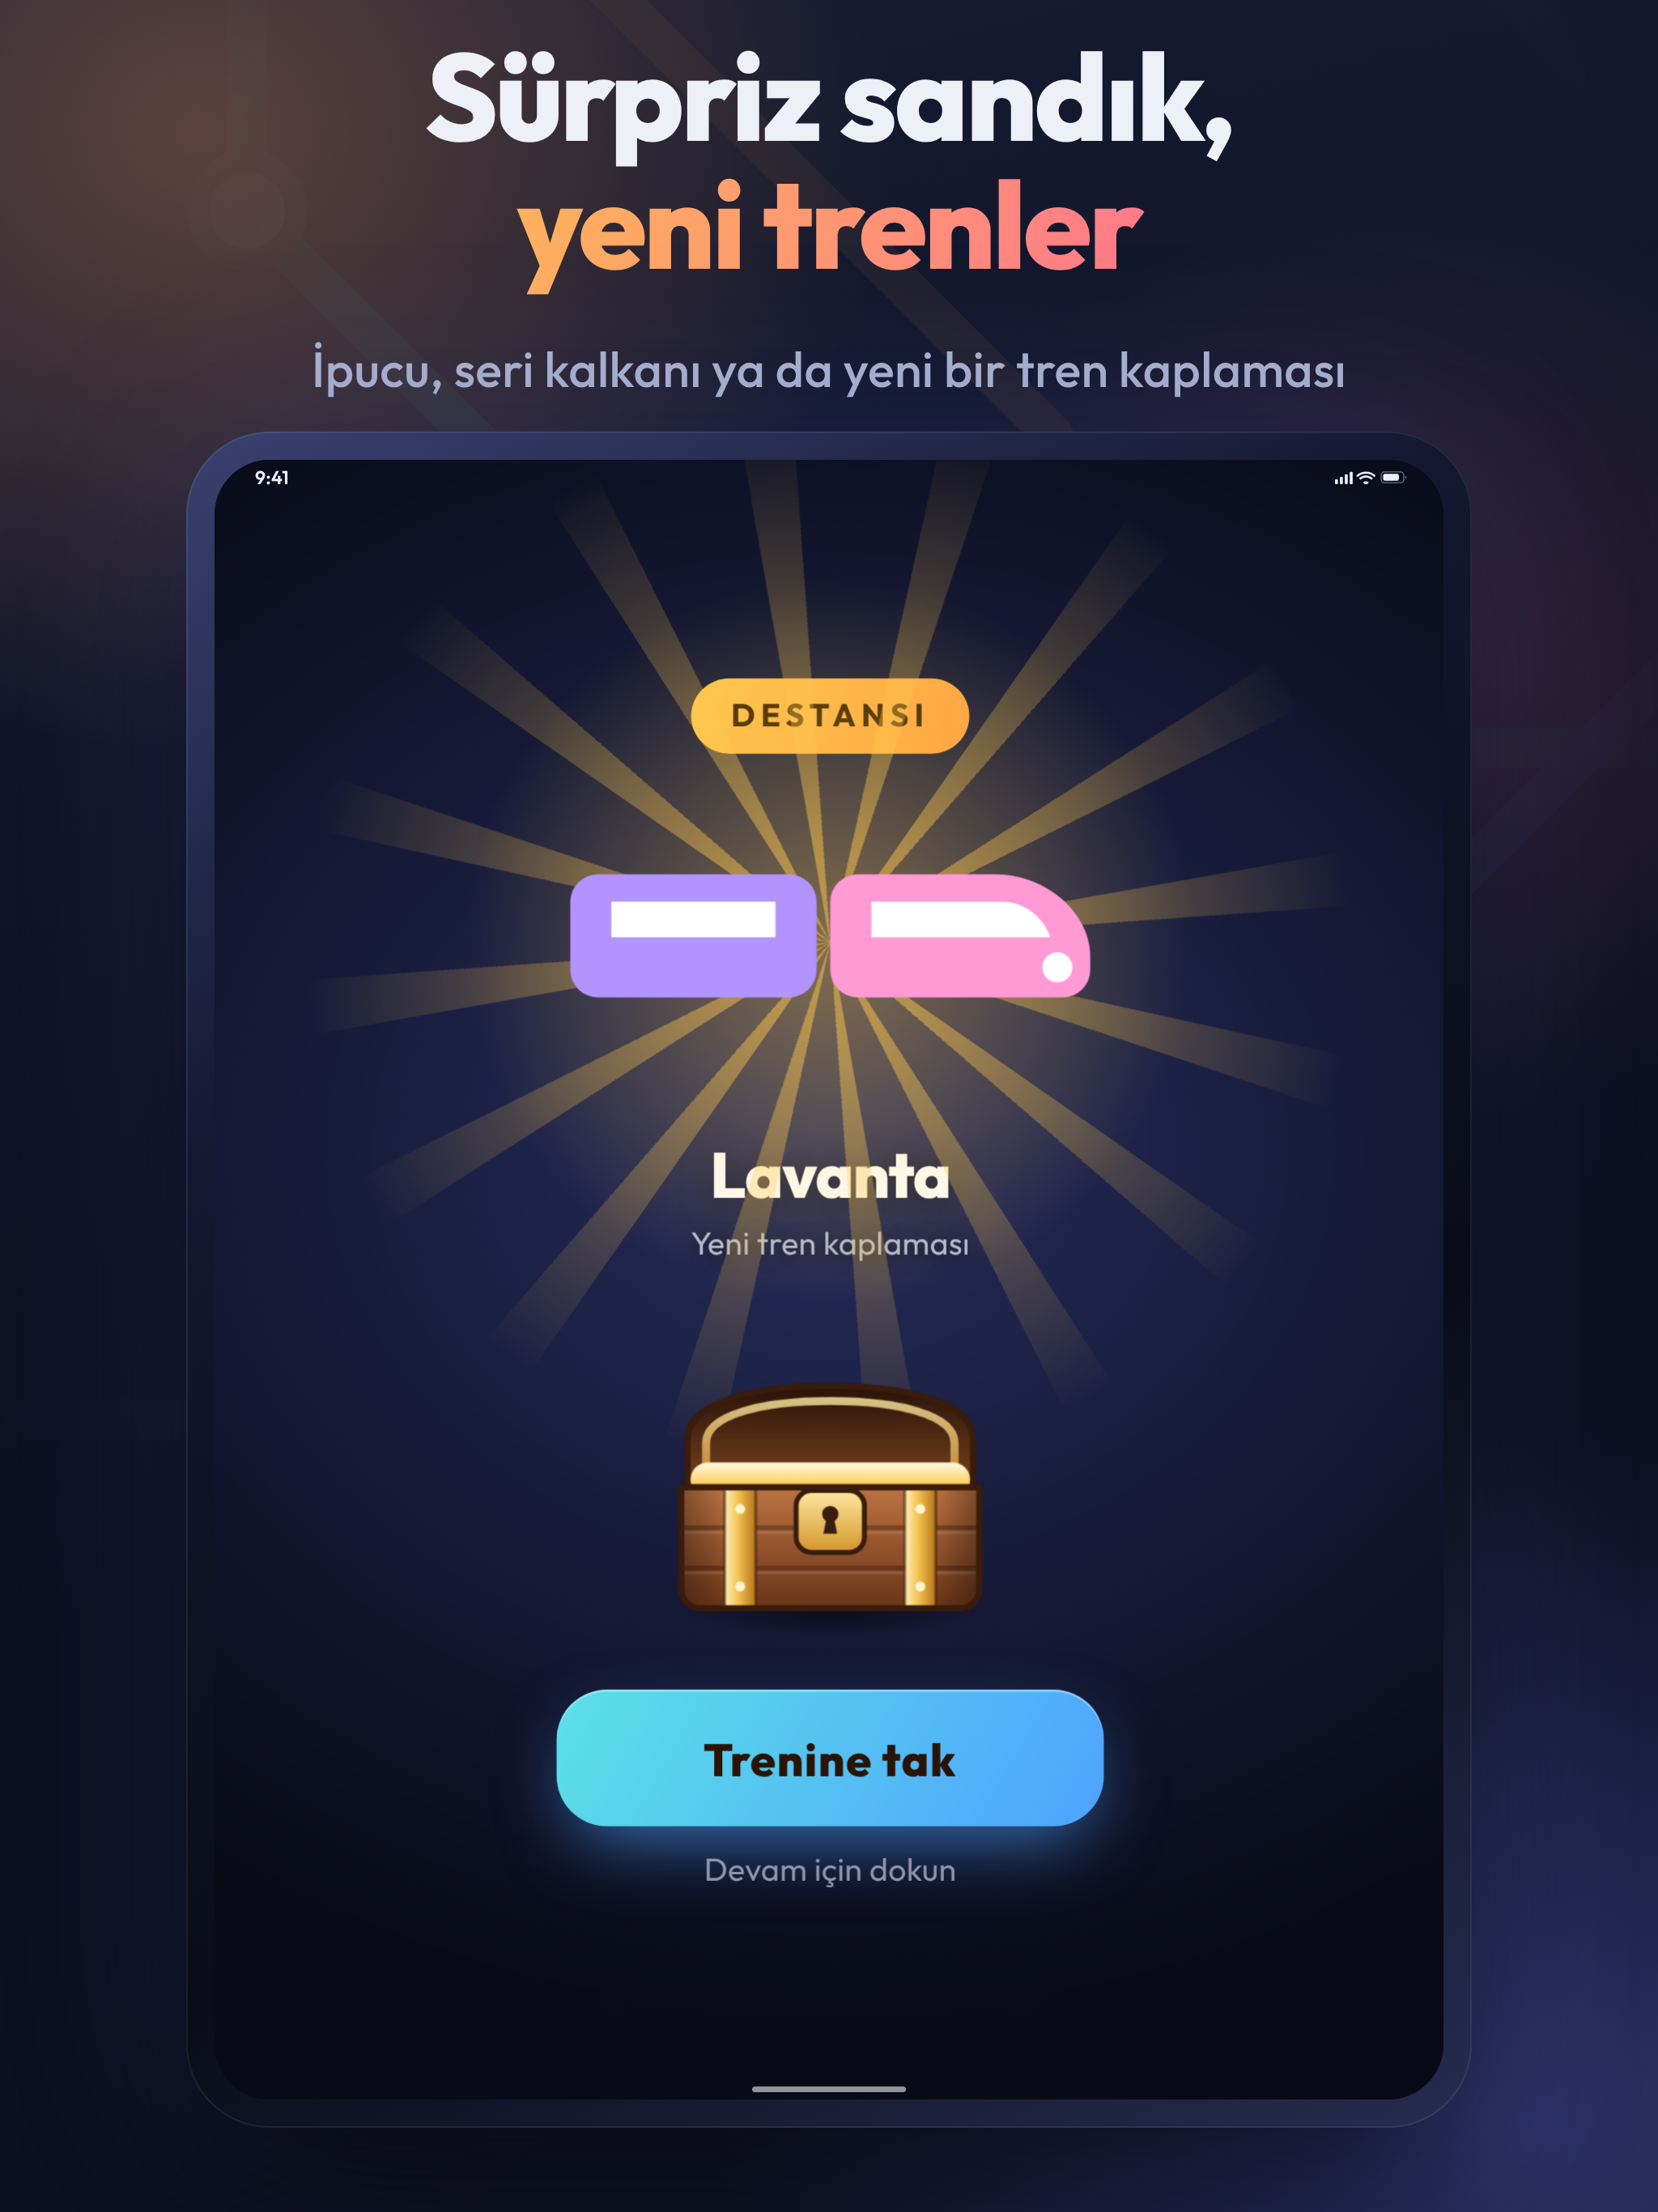 Sürpriz sandık,
yeni trenler
İpucu, seri kalkanı ya da yeni bir tren kaplaması
9:41
DESTANSI
Lavanta
Yeni tren kaplaması
Trenine tak
Devam için dokun